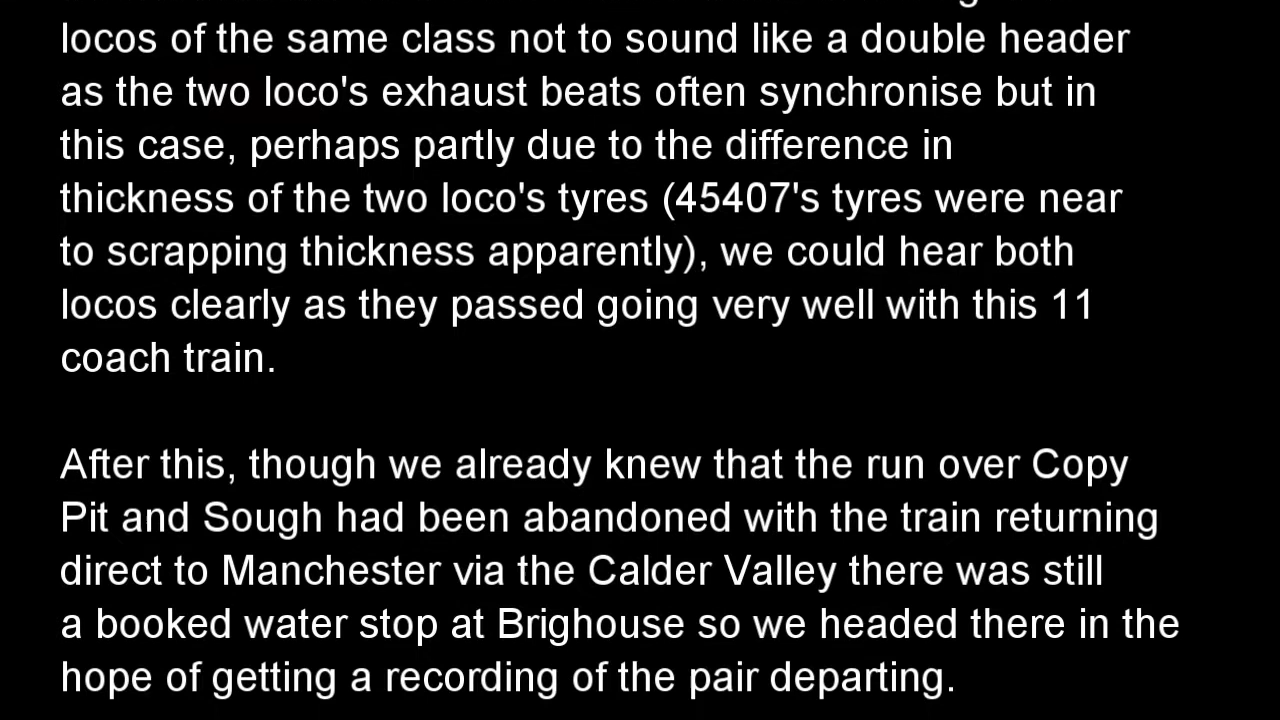 locos of the same class not to sound like a double header
as the two loco's exhaust beats often synchronise but in
this case, perhaps partly due to the difference in
thickness of the two loco's tyres (45407's tyres were near
to scrapping thickness apparently), we could hear both
locos clearly as they passed going very well with this 11
coach train.
After this, though we already knew that the run over Copy
Pit and Sough had been abandoned with the train returning
direct to Manchester via the Calder Valley there was still
a booked water stop at Brighouse so we headed there in the
hope of getting a recording of the pair departing.